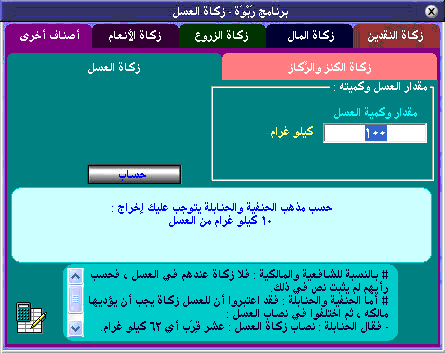 برنامج رَبْوَة - زكاة العسل
زكاة النقدين
زكاة المال
زكاة الزروع
زكاة الأنعام
أصناف أخرى
زكاة الكنز والرِّكاز
زكاة العسل
مقدار العسل وكميته :
مقدار وكمية العسل
١٠٠
كيلو غرام
حساب
حسب مذهب الحنفية والحنابلة يتوجب عليك إخراج :
١٠ كيلو غرام من العسل
# بالنسبة للشافعية والمالكية : فلا زكاة عندهم في العسل ، فحسب
رأيهم لم يثبت نص في ذلك.
# أما الحنفية والحنابلة : فقد اعتبروا أن للعسل زكاة يجب أن يؤديها
مالكه ، ثم اختلفوا في نصاب العسل :
- فقال الحنابلة : نصاب زكاة العسل : عشر قِرَب أي ٦٢ كيلو غرام.